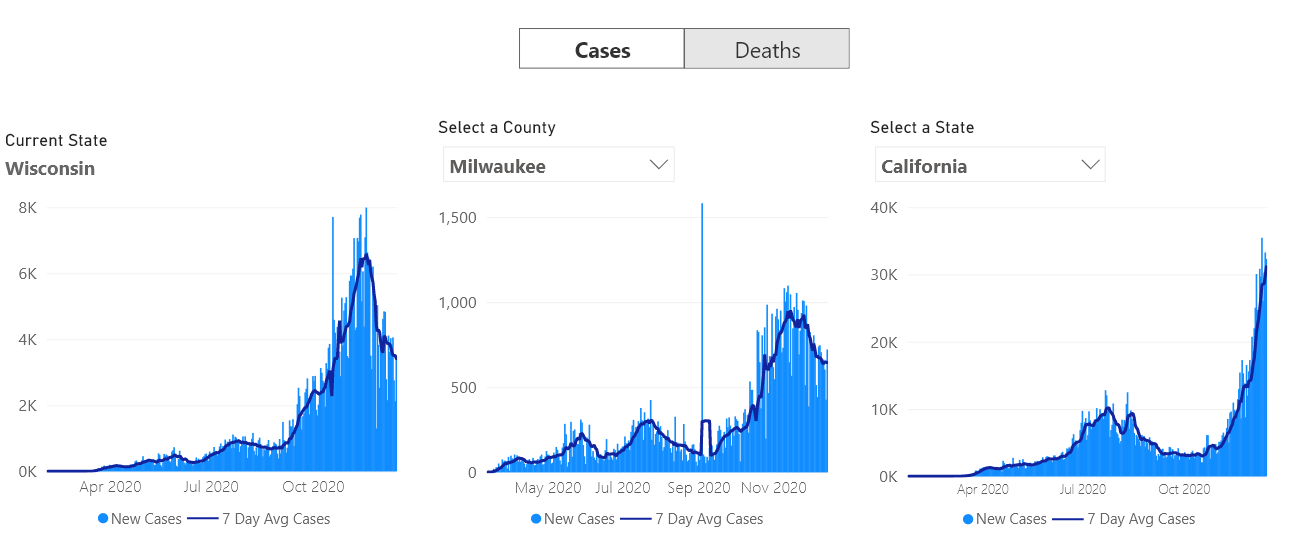 Cases Deaths
Current State
Wisconsin
8K
6K
4K
2K
0K
Apr 2020 Jul 2020 Oct 2020
New Cases 7 Day Avg Cases
Select a County
Milwaukee
1,500
1,000
500
0
May 2020 Jul 2020 Sep 2020 Nov 2020
New Cases 7 Day Avg Cases
Select a State
California
40K
30K
20K
10K
0K
Apr 2020 Jul 2020 Oct 2020
New Cases 7 Day Avg Cases